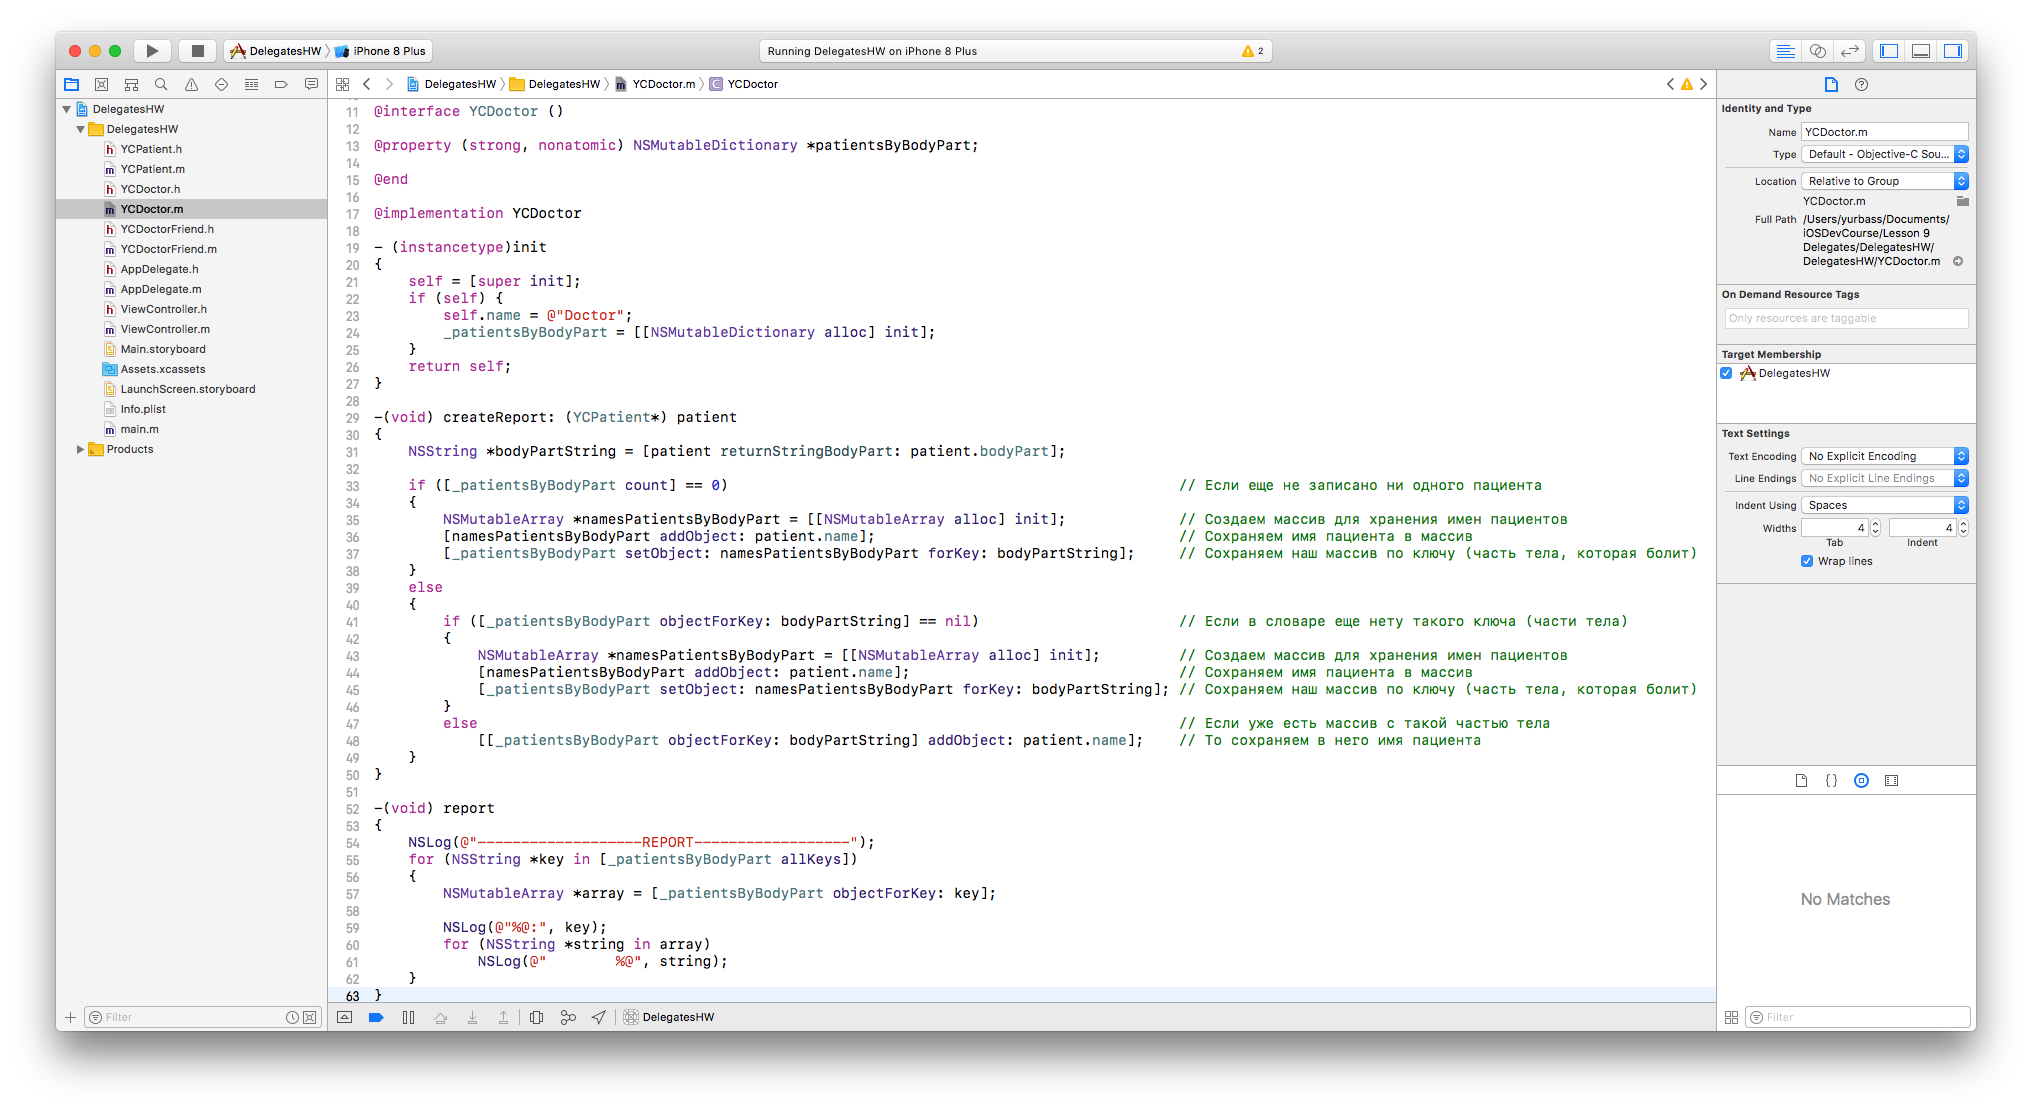 DelegatesHW
iPhone 8 Plus
Running DelegatesHW on iPhone 8 Plus
2
DelegatesHW
DelegatesHW
YCDoctor.m
YCDoctor
DelegatesHW
DelegatesHW
YCPatient.h
YCPatient.m
YCDoctor.h
YCDoctor.m
YCDoctorFriend.h
YCDoctorFriend.m
AppDelegate.h
AppDelegate.m
ViewController.h
ViewController.m
Main.storyboard
Assets.xcassets
LaunchScreen.storyboard
Info.plist
main.m
Products
Filter
11 @interface YCDoctor ()
12
13 @property (strong, nonatomic) NSMutableDictionary *patientsByBodyPart;
14
15 @end
16
17 @implementation YCDoctor
18
19 - (instancetype)init
20 {
21 self = [super init];
22 if (self) {
23 self.name = @"Doctor";
24 _patientsByBodyPart = [[NSMutableDictionary alloc] init];
25 }
26 return self;
27 }
28
29 -(void) createReport: (YCPatient*) patient
30 {
31 NSString *bodyPartString = [patient returnStringBodyPart: patient.bodyPart];
32
33 if ([_patientsByBodyPart count] == 0) // Если еще не записано ни одного пациента
34 {
35 NSMutableArray *namesPatientsByBodyPart = [[NSMutableArray alloc] init]; // Создаем массив для хранения имен пациентов
36 [namesPatientsByBodyPart addObject: patient.name]; // Сохраняем имя пациента в массив
37 [_patientsByBodyPart setObject: namesPatientsByBodyPart forKey: bodyPartString]; // Сохраняем наш массив по ключу (часть тела, которая болит)
38 }
39 else
40 {
41 if ([_patientsByBodyPart objectForKey: bodyPartString] == nil) // Если в словаре еще нету такого ключа (части тела)
42 {
43 NSMutableArray *namesPatientsByBodyPart = [[NSMutableArray alloc] init]; // Создаем массив для хранения имен пациентов
44 [namesPatientsByBodyPart addObject: patient.name]; // Сохраняем имя пациента в массив
45 [_patientsByBodyPart setObject: namesPatientsByBodyPart forKey: bodyPartString]; // Сохраняем наш массив по ключу (часть тела, которая болит)
46 }
47 else // Если уже есть массив с такой частью тела
48 [[_patientsByBodyPart objectForKey: bodyPartString] addObject: patient.name]; // То сохраняем в него имя пациента
49 }
50 }
51
52 -(void) report
53 {
54 NSLog(@"-------------------REPORT------------------");
55 for (NSString *key in [_patientsByBodyPart allKeys])
56 {
57 NSMutableArray *array = [_patientsByBodyPart objectForKey: key];
58
59 NSLog(@"%@:", key);
60 for (NSString *string in array)
61 NSLog(@"        %@", string);
62 }
63 }
DelegatesHW
Identity and Type
Name YCDoctor.m
Type Default - Objective-C Sou...
Location Relative to Group
YCDoctor.m
Full Path /Users/yurbass/Documents/
iOSDevCourse/Lesson 9
Delegates/DelegatesHW/
DelegatesHW/YCDoctor.m
On Demand Resource Tags
Only resources are taggable
Target Membership
DelegatesHW
Text Settings
Text Encoding No Explicit Encoding
Line Endings No Explicit Line Endings
Indent Using Spaces
Widths 4 4
Tab Indent
Wrap lines
No Matches
Filter